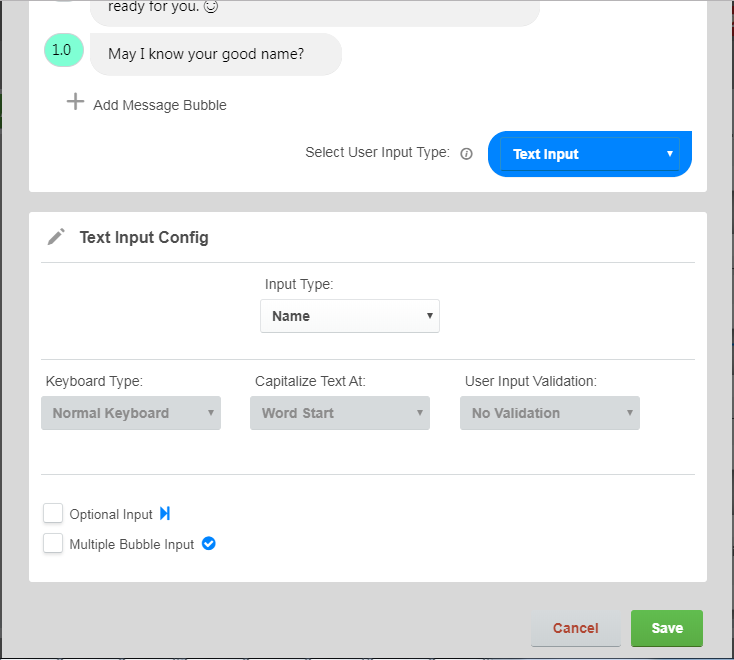 ready for you. ☺
1.0
May I know your good name?
Add Message Bubble
Select User Input Type:
Text Input
Text Input Config
Input Type:
Name
Keyboard Type: Capitalize Text At: User Input Validation:
Normal Keyboard Word Start No Validation
Optional Input
Multiple Bubble Input
Cancel Save